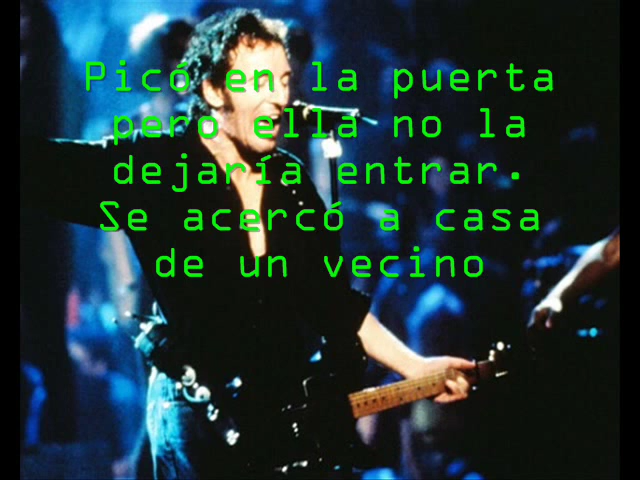 Picó en la puerta
pero ella no la
dejaría entrar.
Se acercó a casa
de un vecino